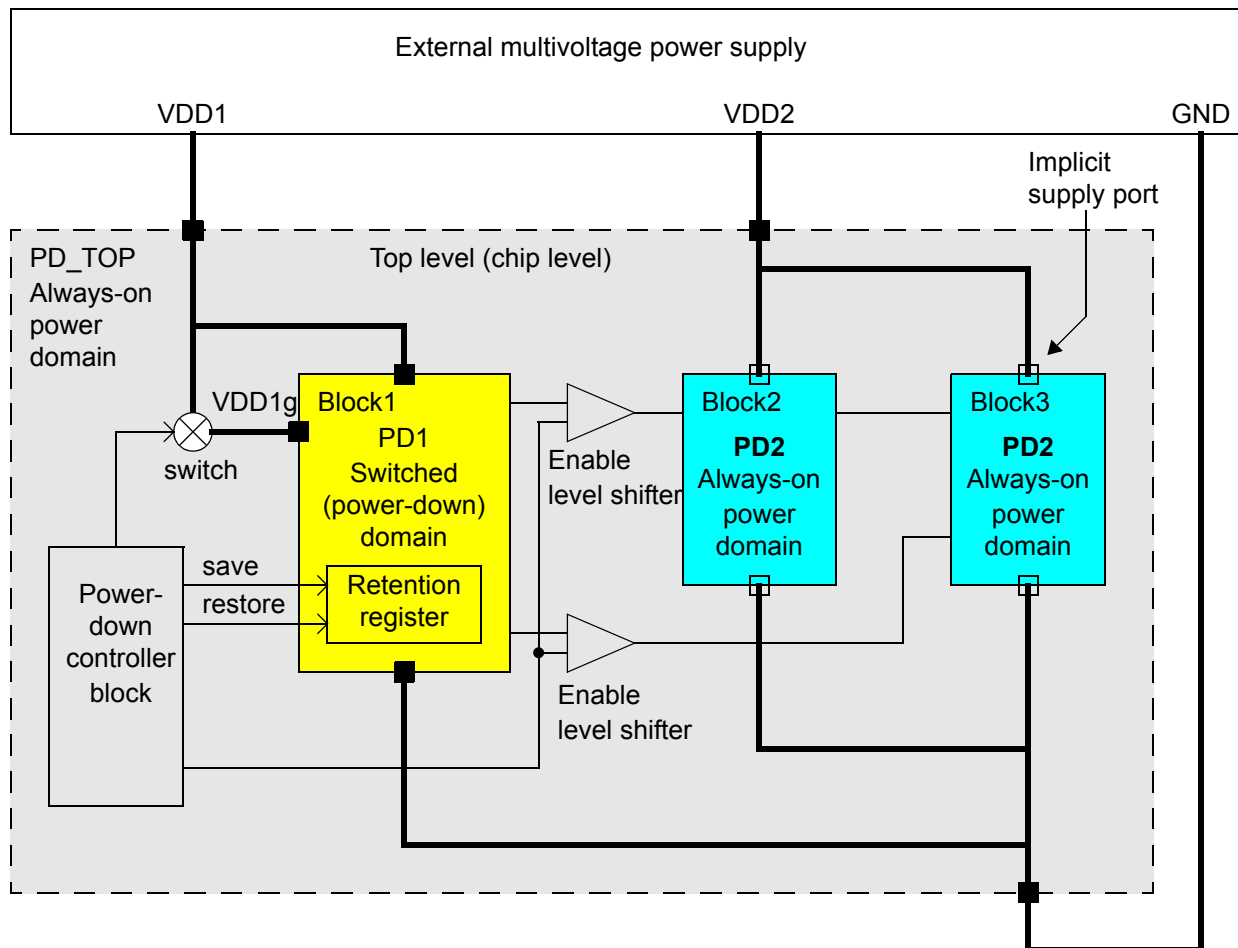 External multivoltage power supply
VDD1
VDD2
GND
Implicit
supply port
PD_TOP
Always-on
power
domain
Top level (chip level)
VDD1g
switch
Block1
PD1
Switched
(power-down)
domain
Retention
register
save
restore
Power-
down
controller
block
Enable
level shifter
Enable
level shifter
Block2
PD2
Always-on
power
domain
Block3
PD2
Always-on
power
domain